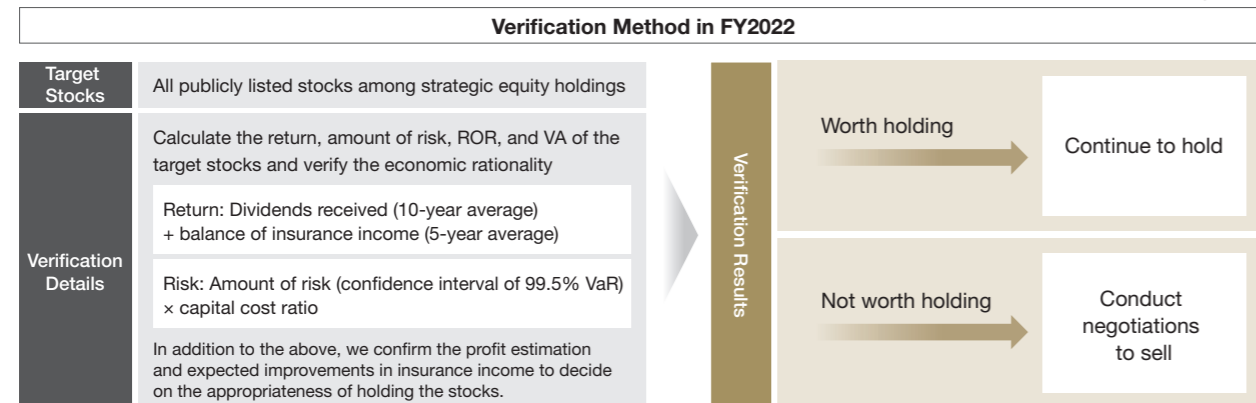 Verification Method in FY2022
Target
Stocks
All publicly listed stocks among strategic equity holdings
Verification
Details
Calculate the return, amount of risk, ROR, and VA of the
target stocks and verify the economic rationality
Return: Dividends received (10-year average)
+ balance of insurance income (5-year average)
Risk: Amount of risk (confidence interval of 99.5% VaR)
× capital cost ratio
In addition to the above, we confirm the profit estimation
and expected improvements in insurance income to decide
on the appropriateness of holding the stocks.
Verification Results
Worth holding
Continue to hold
Not worth holding
Conduct
negotiations
to sell